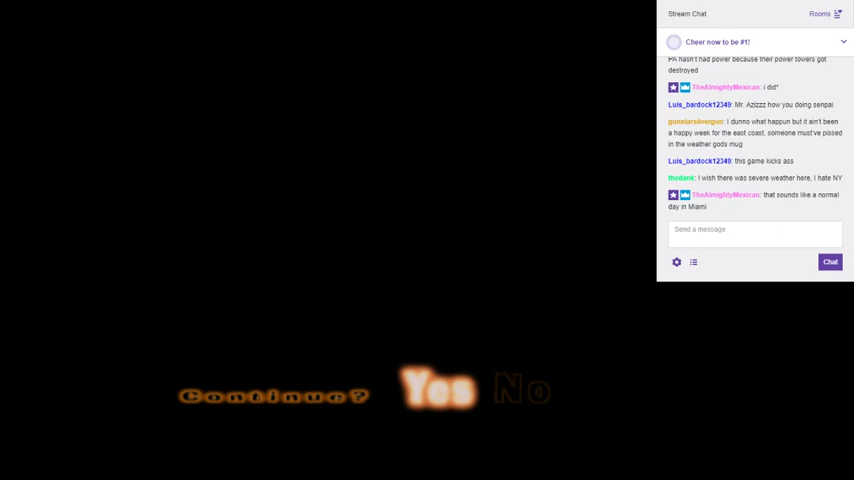 Stream Chat
Rooms
Cheer now to be #1!
PA hasn't had power because their power towers got
destroyed
TheAlmightyMexican: i did*
Luis_bardock12349: Mr. Azizzz how you doing senpai
gunstarsilvergun: I dunno what happun but it ain't been
a happy week for the east coast, someone must've pissed
in the weather gods mug
Luis_bardock12349: this game kicks ass
thedank: I wish there was severe weather here, I hate NY
TheAlmightyMexican: that sounds like a normal
day in Miami
Send a message
Chat
Continue? Yes No